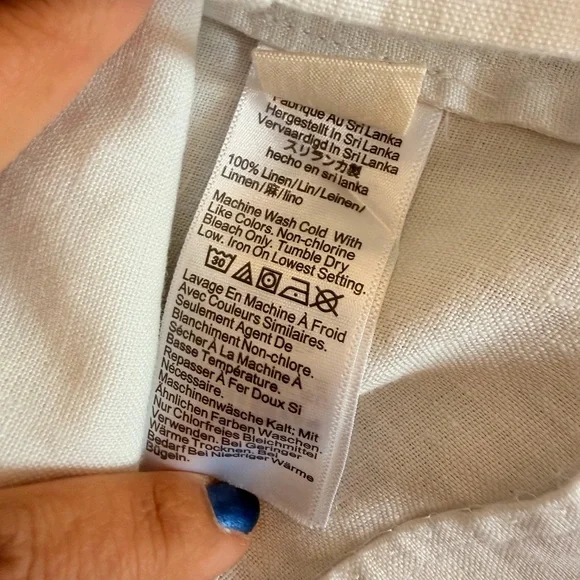 Fabriqué Au Sri Lanka
Hergestellt In Sri Lanka
Vervaardigd In Sri Lanka
スリランカ製
hecho en sri lanka
100% Linen/Lin/Leinen/
Linnen/麻/lino
Machine Wash Cold With
Like Colors. Non-chlorine
Bleach Only. Tumble Dry
Low. Iron On Lowest Setting.
30
Lavage En Machine À Froid
Avec Couleurs Similaires.
Seulement Agent De
Blanchiment Non-chlore.
Sécher À La Machine À
Basse Température.
Repasser À Fer Doux Si
Nécessaire.
Maschinenwäsche Kalt: Mit
Ähnlichen Farben Waschen.
Nur Chlorfreies Bleichmittel
Verwenden. Bei Geringer
Wärme Trocknen. Bei
Bedarf Bei Niedriger Wärme
Bügeln.